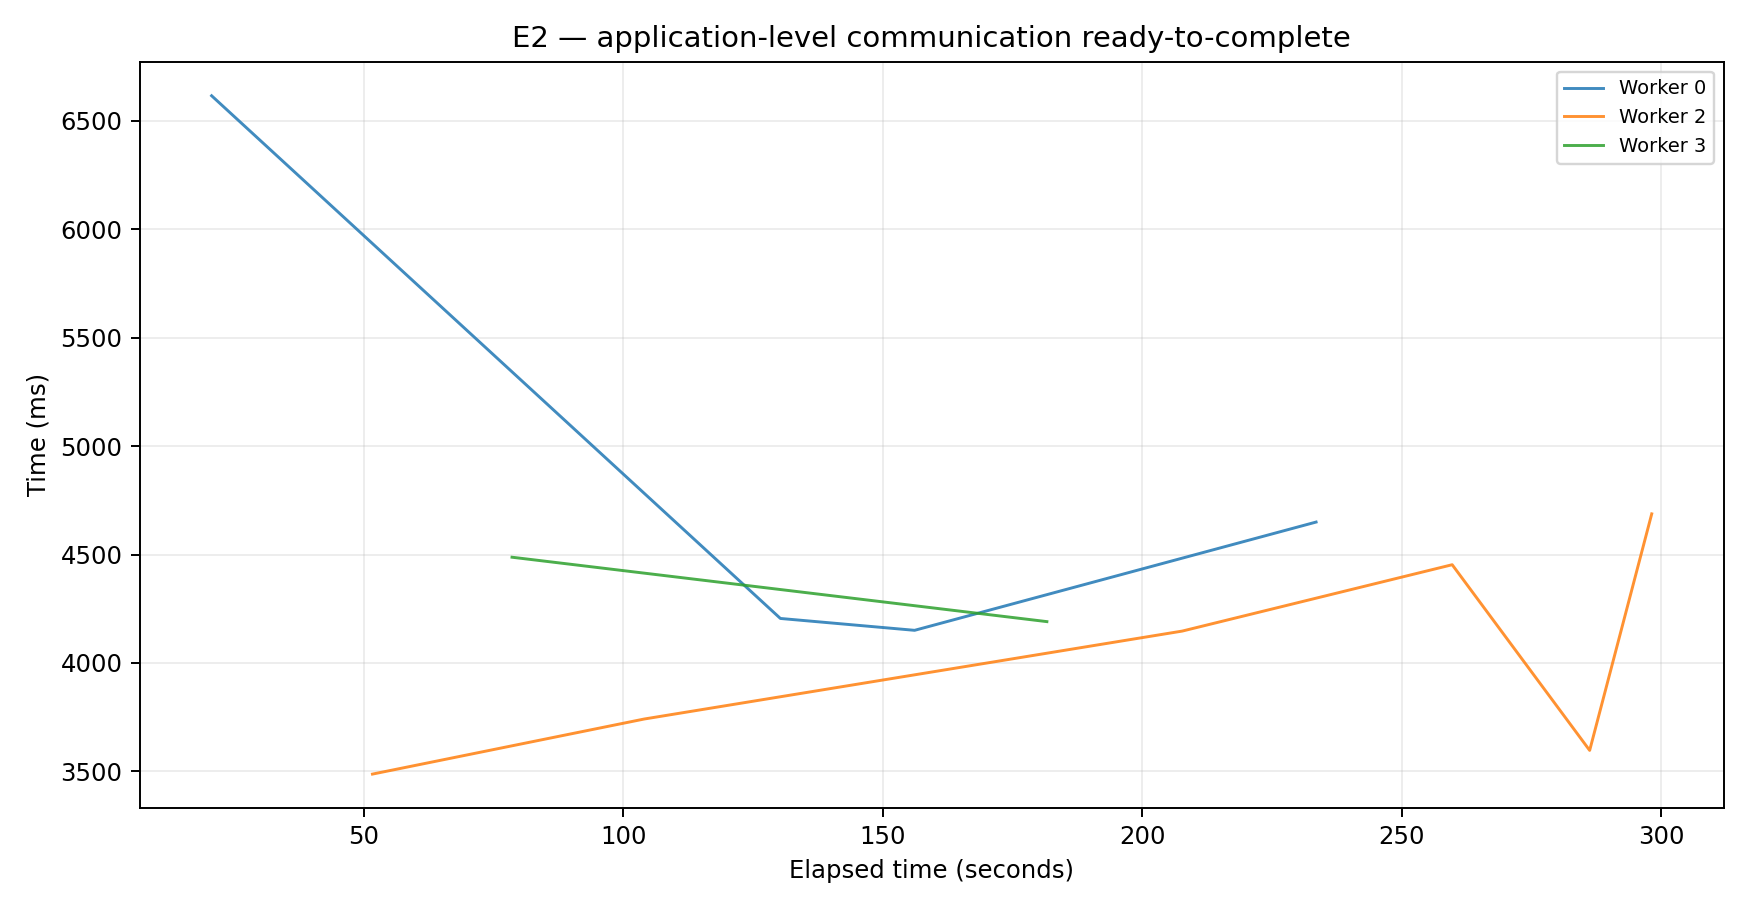 E2 — application-level communication ready-to-complete
Worker 0
Worker 2
Worker 3
6500
6000
5500
5000
4500
4000
3500
Time (ms)
50 100 150 200 250 300
Elapsed time (seconds)